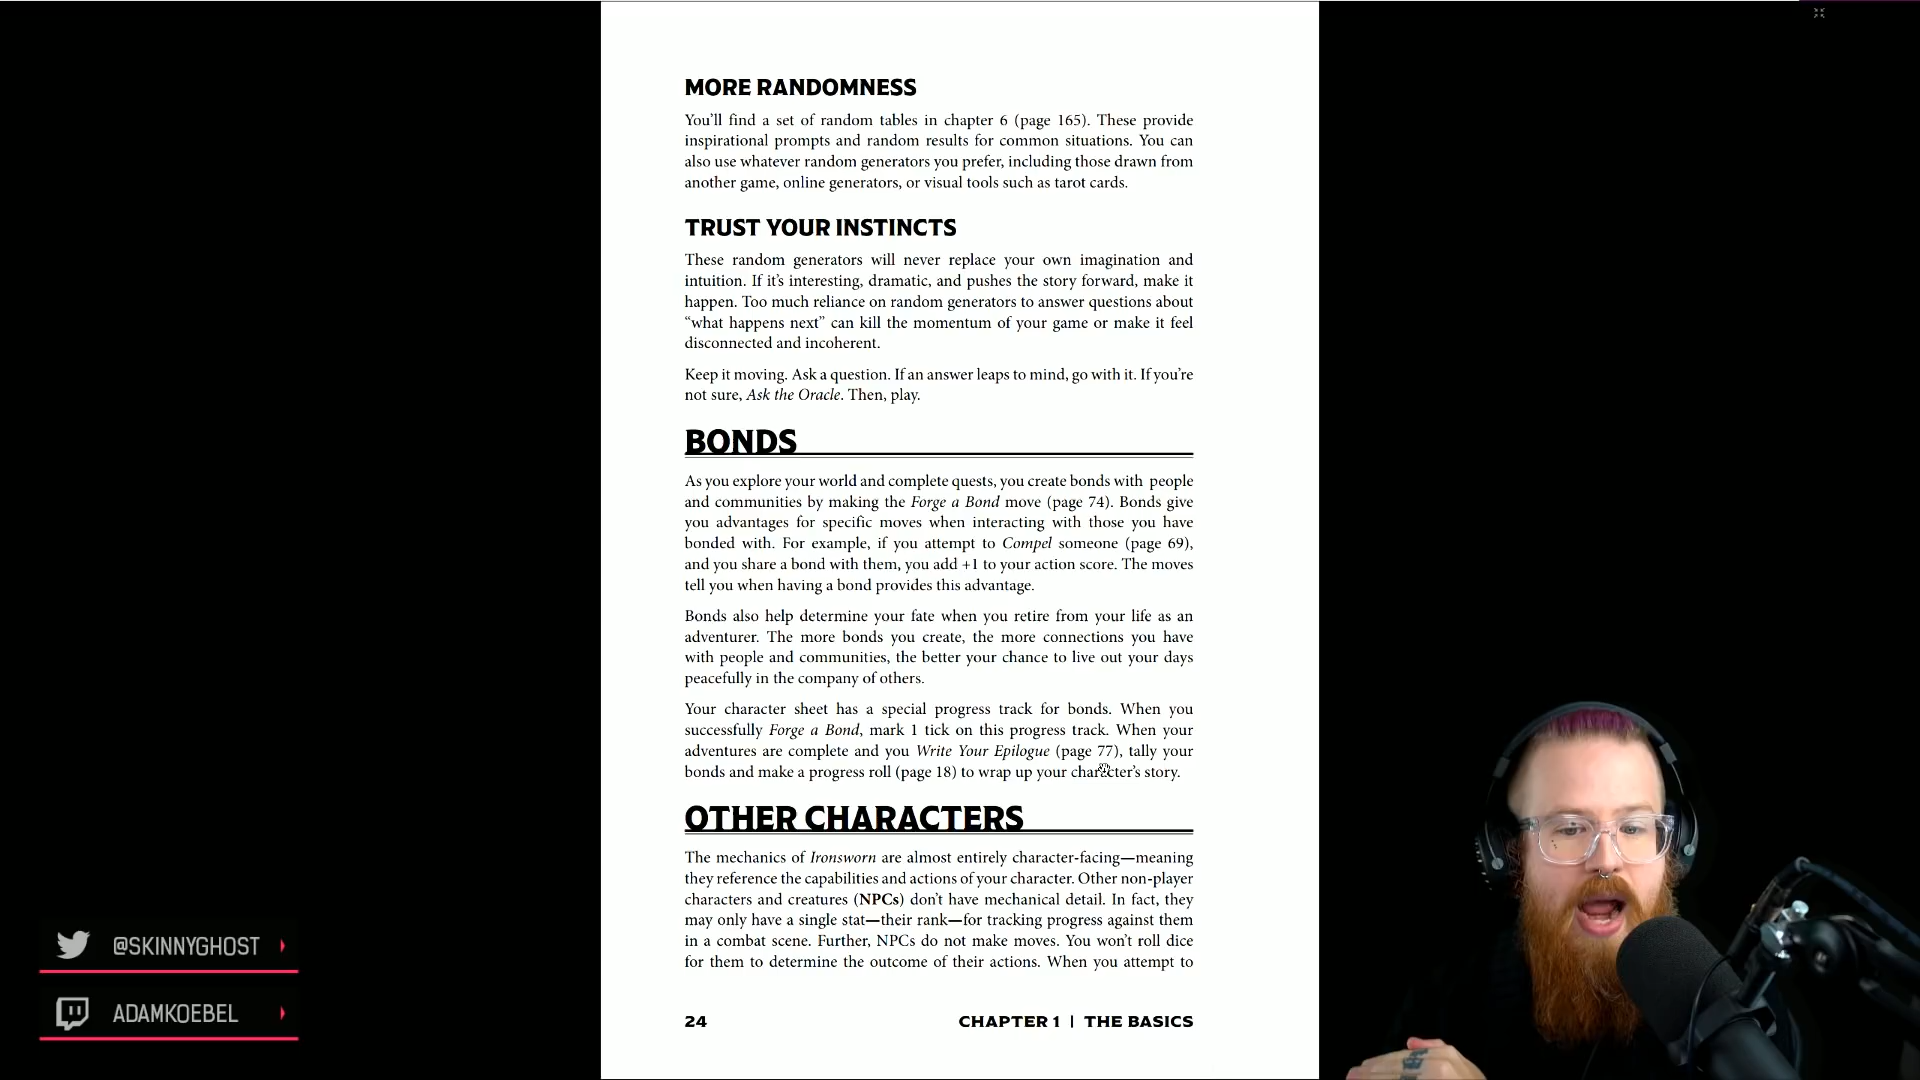 MORE RANDOMNESS
You’ll find a set of random tables in chapter 6 (page 165). These provide
inspirational prompts and random results for common situations. You can
also use whatever random generators you prefer, including those drawn from
another game, online generators, or visual tools such as tarot cards.
TRUST YOUR INSTINCTS
These random generators will never replace your own imagination and
intuition. If it’s interesting, dramatic, and pushes the story forward, make it
happen. Too much reliance on random generators to answer questions about
“what happens next” can kill the momentum of your game or make it feel
disconnected and incoherent.
Keep it moving. Ask a question. If an answer leaps to mind, go with it. If you’re
not sure, Ask the Oracle. Then, play.
BONDS
As you explore your world and complete quests, you create bonds with people
and communities by making the Forge a Bond move (page 74). Bonds give
you advantages for specific moves when interacting with those you have
bonded with. For example, if you attempt to Compel someone (page 69),
and you share a bond with them, you add +1 to your action score. The moves
tell you when having a bond provides this advantage.
Bonds also help determine your fate when you retire from your life as an
adventurer. The more bonds you create, the more connections you have
with people and communities, the better your chance to live out your days
peacefully in the company of others.
Your character sheet has a special progress track for bonds. When you
successfully Forge a Bond, mark 1 tick on this progress track. When your
adventures are complete and you Write Your Epilogue (page 77), tally your
bonds and make a progress roll (page 18) to wrap up your character’s story.
OTHER CHARACTERS
The mechanics of Ironsworn are almost entirely character-facing—meaning
they reference the capabilities and actions of your character. Other non-player
characters and creatures (NPCs) don’t have mechanical detail. In fact, they
may only have a single stat—their rank—for tracking progress against them
in a combat scene. Further, NPCs do not make moves. You won’t roll dice
for them to determine the outcome of their actions. When you attempt to
24
CHAPTER 1 | THE BASICS
@SKINNYGHOST
ADAMKOEBEL